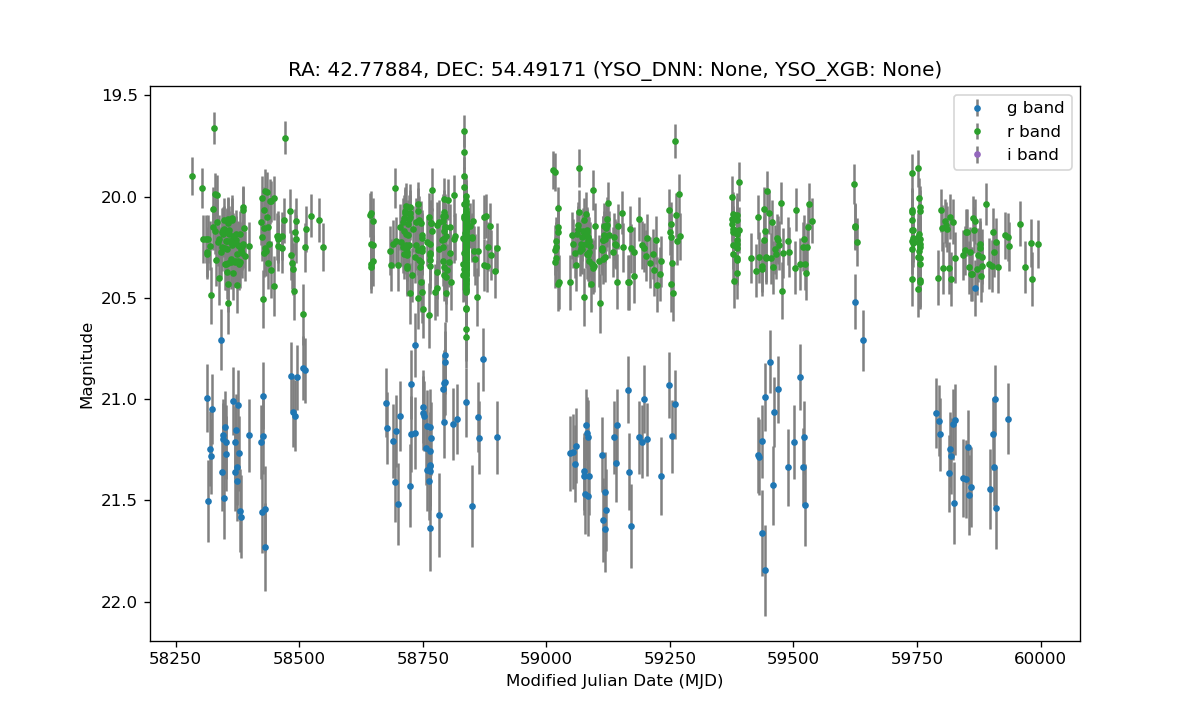 RA: 42.77884, DEC: 54.49171 (YSO_DNN: None, YSO_XGB: None)
g band
r band
i band
19.5
20.0
20.5
21.0
21.5
22.0
Magnitude
58250 58500 58750 59000 59250 59500 59750 60000
Modified Julian Date (MJD)